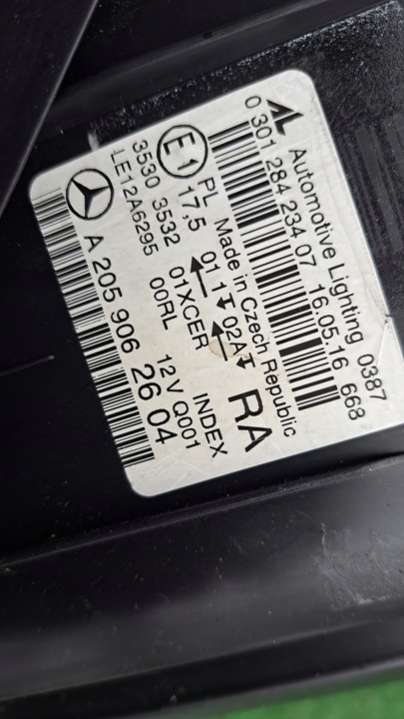 Automotive Lighting 0387
0 301 284 234 07 16.05.16 668
Made in Czech Republic
E1 PL 01 1 02A RA
17,5
3530 3532 01XCER INDEX
LE12A6295 00RL 12V Q001
A 205 906 26 04